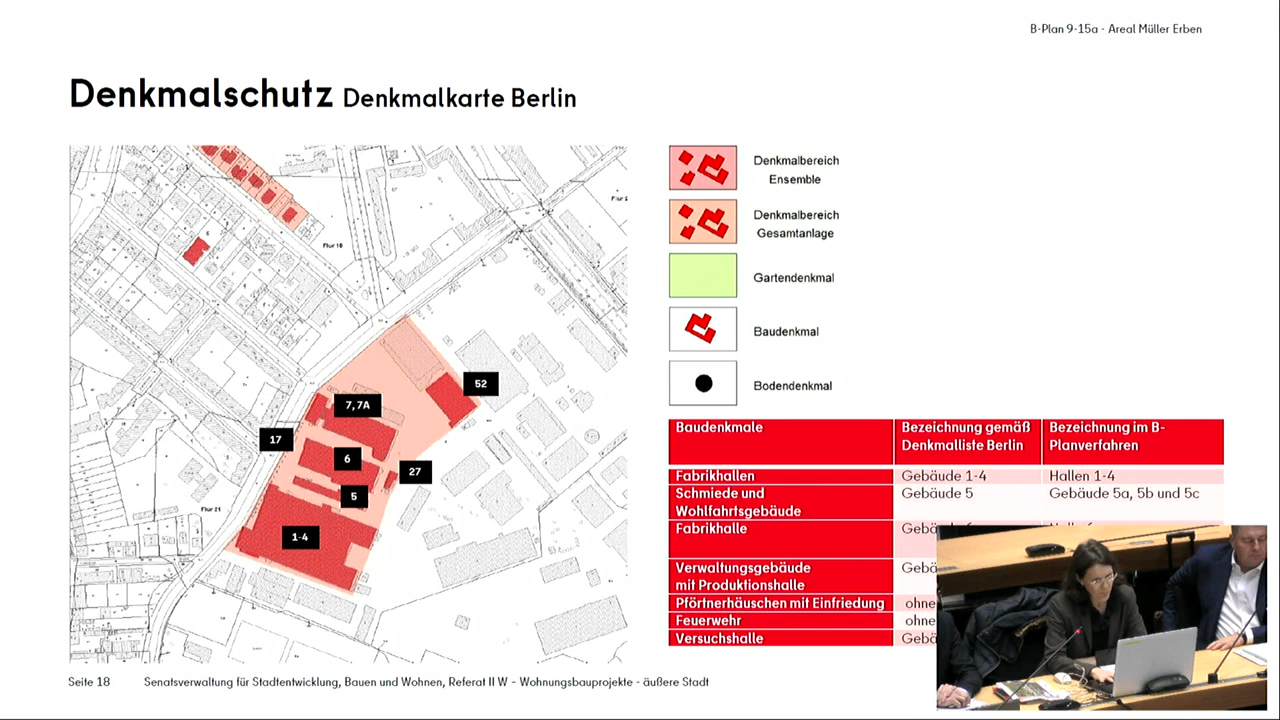 B-Plan 9-15a - Areal Müller Erben
Denkmalschutz Denkmalkarte Berlin
Flur 18
Flur 21
52
7, 7A
17
6
27
5
1-4
Denkmalbereich
Ensemble
Denkmalbereich
Gesamtanlage
Gartendenkmal
Baudenkmal
Bodendenkmal
Baudenkmale
Bezeichnung gemäß
Denkmalliste Berlin
Bezeichnung im B-
Planverfahren
Fabrikhallen
Gebäude 1-4
Hallen 1-4
Schmiede und
Wohlfahrtsgebäude
Gebäude 5
Gebäude 5a, 5b und 5c
Fabrikhalle
Verwaltungsgebäude
mit Produktionshalle
Pförtnerhäuschen mit Einfriedung
ohne
Feuerwehr
ohne
Versuchshalle
Seite 18
Senatsverwaltung für Stadtentwicklung, Bauen und Wohnen, Referat II W - Wohnungsbauprojekte - äußere Stadt